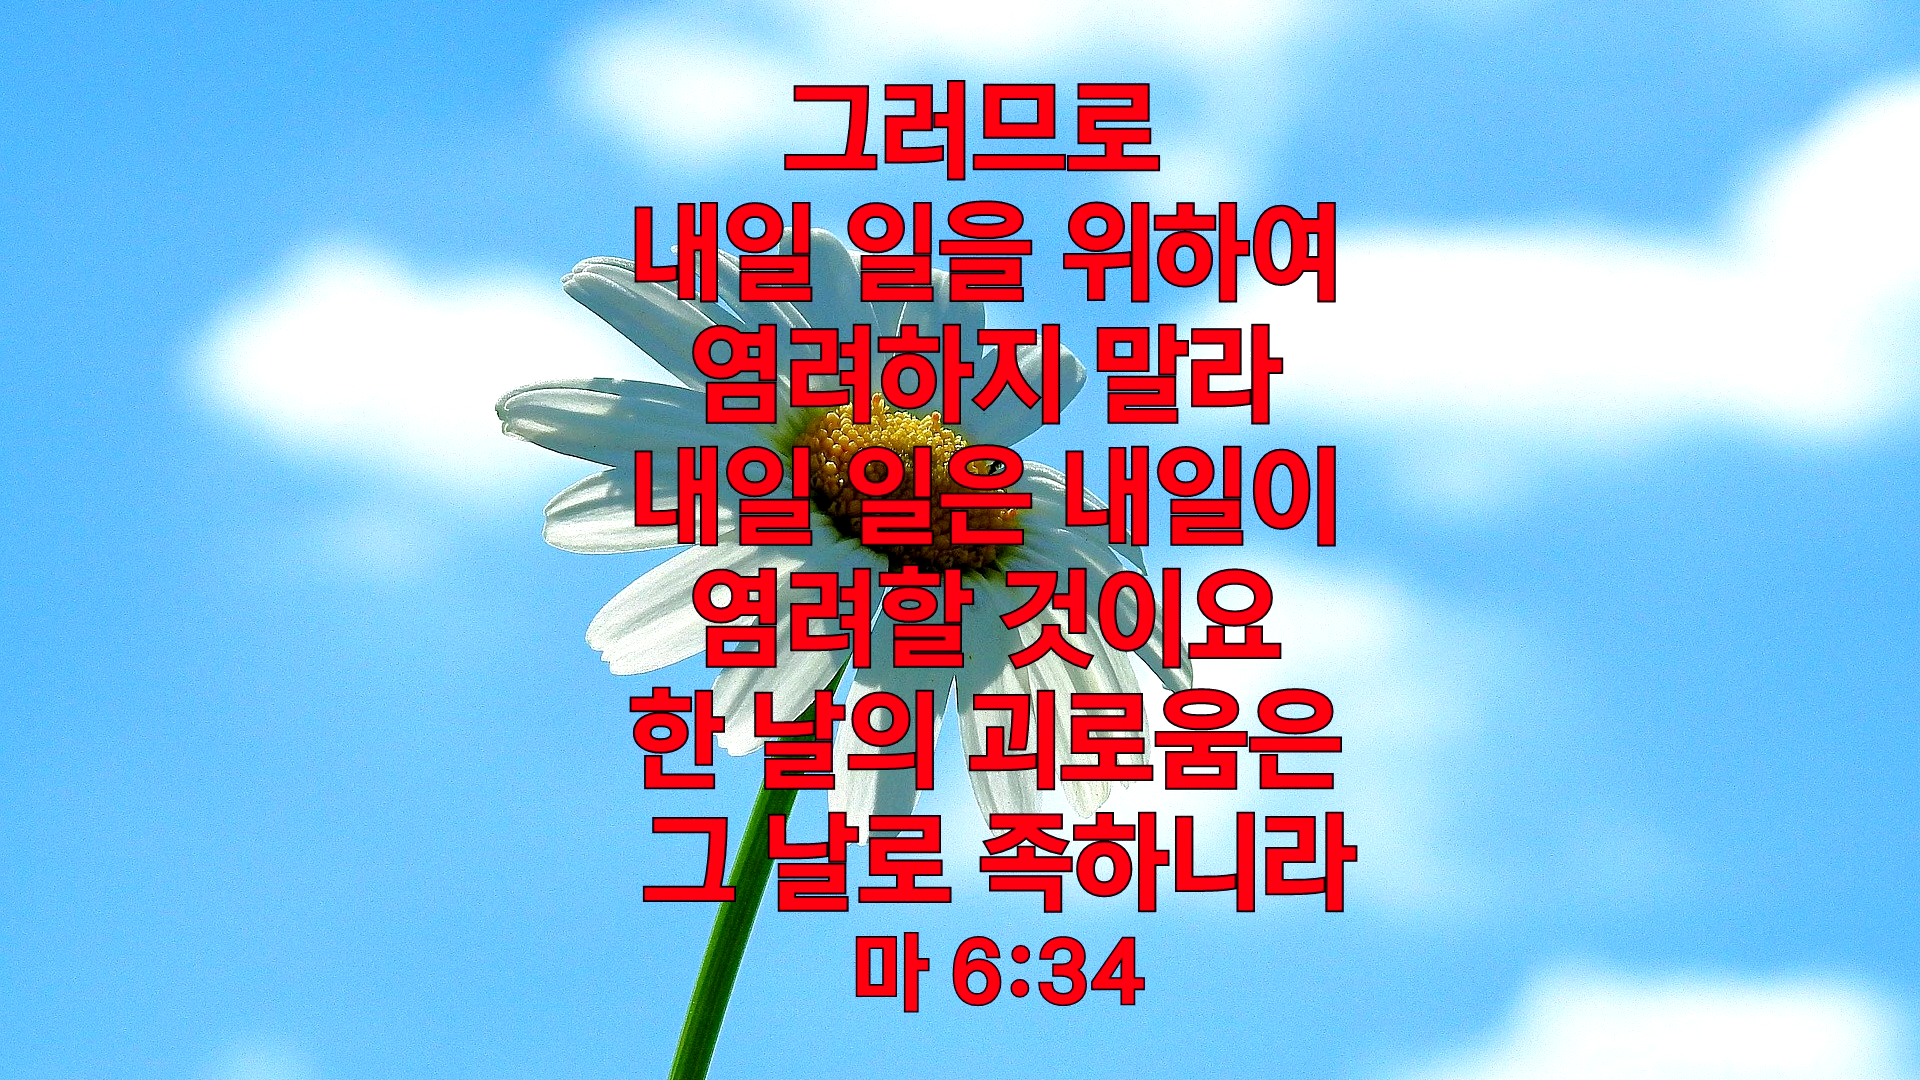 그러므로
내일 일을 위하여
염려하지 말라
내일 일은 내일이
염려할 것이요
한 날의 괴로움은
그 날로 족하니라
마 6:34